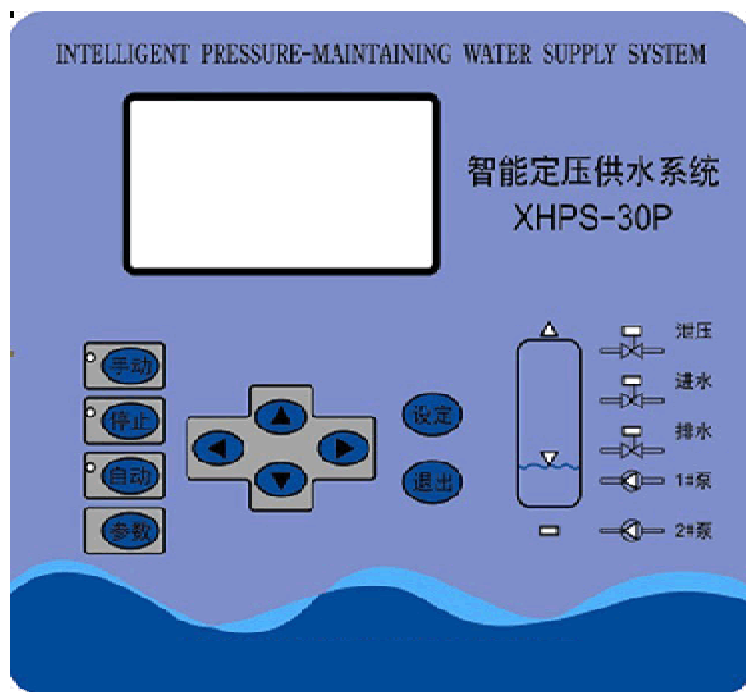 INTELLIGENT PRESSURE-MAINTAINING WATER SUPPLY SYSTEM
智能定压供水系统
XHPS-30P
泄压
手动
进水
停止
设定
排水
自动
退出
1#泵
参数
2#泵